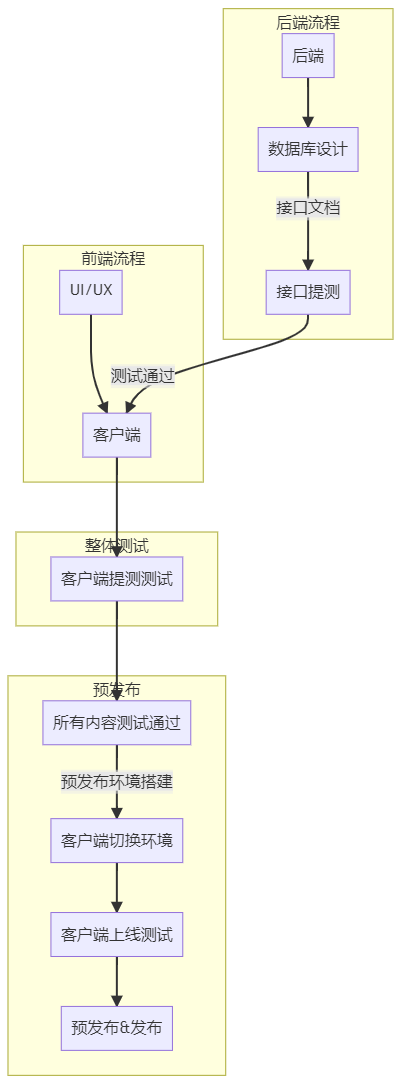 后端流程
后端
数据库设计
接口文档
接口提测
前端流程
UI/UX
测试通过
客户端
整体测试
客户端提测测试
预发布
所有内容测试通过
预发布环境搭建
客户端切换环境
客户端上线测试
预发布&发布